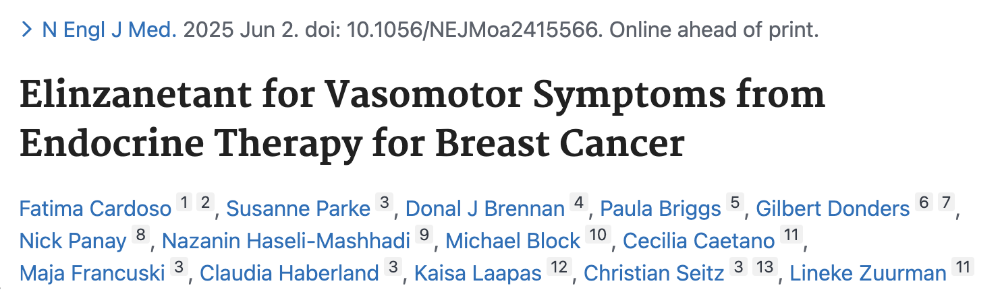 > N Engl J Med. 2025 Jun 2. doi: 10.1056/NEJMoa2415566. Online ahead of print.
Elinzanetant for Vasomotor Symptoms from
Endocrine Therapy for Breast Cancer
Fatima Cardoso 1 2, Susanne Parke 3, Donal J Brennan 4, Paula Briggs 5, Gilbert Donders 6 7,
Nick Panay 8, Nazanin Haseli-Mashhadi 9, Michael Block 10, Cecilia Caetano 11,
Maja Francuski 3, Claudia Haberland 3, Kaisa Laapas 12, Christian Seitz 3 13, Lineke Zuurman 11